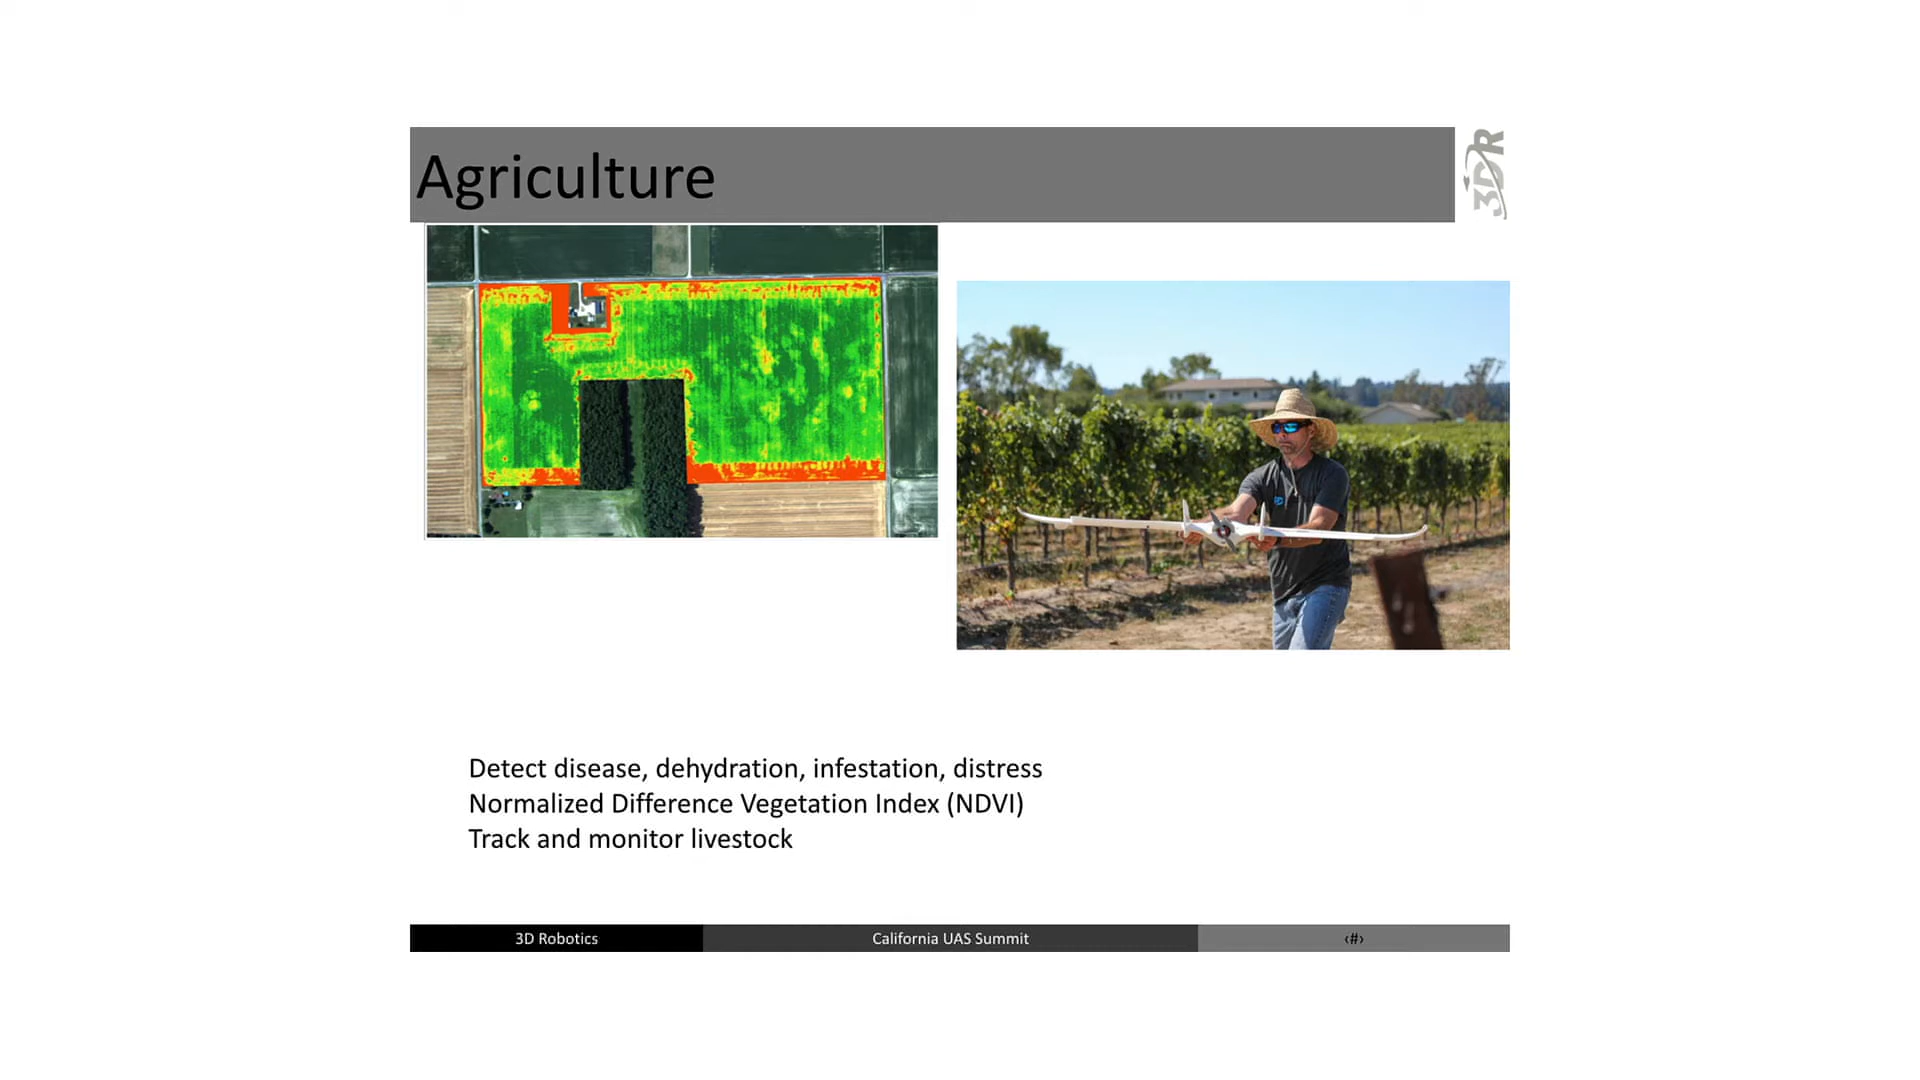 Agriculture
3DR
Detect disease, dehydration, infestation, distress
Normalized Difference Vegetation Index (NDVI)
Track and monitor livestock
3D Robotics
California UAS Summit
‹#›